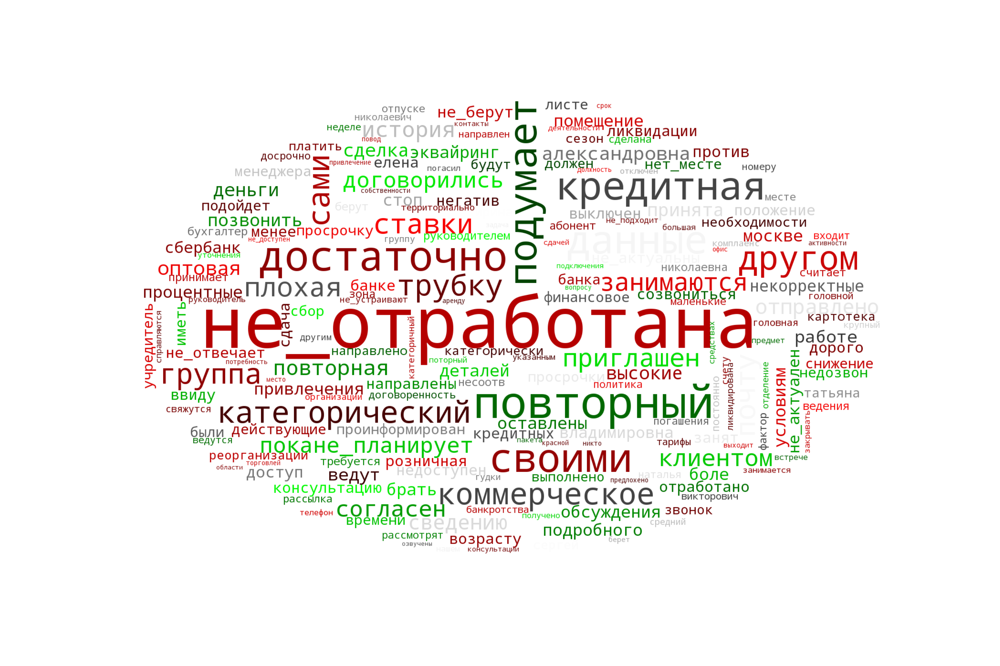 отпуске
не_берут
листе
срок
николаевич
контакты
помещение
неделе
история
направлен
деятельности
ликвидации
повод
сезон
сделана
платить
сделка
эквайринг
подумает
александровна
против
досрочно
сами
привлечение
елена
погасил
будут
должен
нет_месте
номеру
менеджера
должность
отключен
договорились
кредитная
деньги
собственности
стоп
негатив
месте
подойдет
берут
территориально
выключен
принята
положение
позвонить
ставки
задача
абонент
не_подходит
большая
необходимости
бухгалтер
менее
просрочку
руководителем
данные
москве
входит
не_доступен
группу
сдачей
комплаенс
активности
сбербанк
достаточно
офис
уточнения
не_актуальны
другом
оптовая
подключения
николаевна
принимает
считает
плохая
банке
трубку
банка
занимаются
некорректные
вопросу
процентные
зона
финансовое
созвониться
руководитель
не_устраивают
аренду
маленькие
головной
не_отработана
отправлено
учредитель
справляются
иметь
сдача
сбор
категоричный
средствах
головная
картотека
крупный
другим
предмет
работе
не_отвечает
направлено
категорически
приглашен
дорого
потребность
поторный
указанным
почту
группа
повторная
деталей
просрочки
высокие
счету
ликвидирована
снижение
недозвон
место
привлечения
направлены
несоотв
политика
постоянно
отделение
условиям
не_актуален
ввиду
организации
договоренность
повторный
татьяна
свяжутся
категорический
ведения
закрывать
оставлены
погашения
фактор
были
действующие
проинформирован
кредитных
владимировна
занят
ведутся
пакета
красной
никто
тарифы
выходит
покане_планирует
реорганизации
торговлей
требуется
розничная
своими
клиентом
встрече
области
доступ
ведут
недоступен
гудки
выполнено
предложено
наталья
боле
занимается
консультацию
брать
коммерческое
отработано
рассылка
викторович
телефон
согласен
банкротства
получено
обсуждения
звонок
времени
сведению
средний
рассмотрят
возрасту
подробного
берет
озвучены
нашем
консультации
сергей